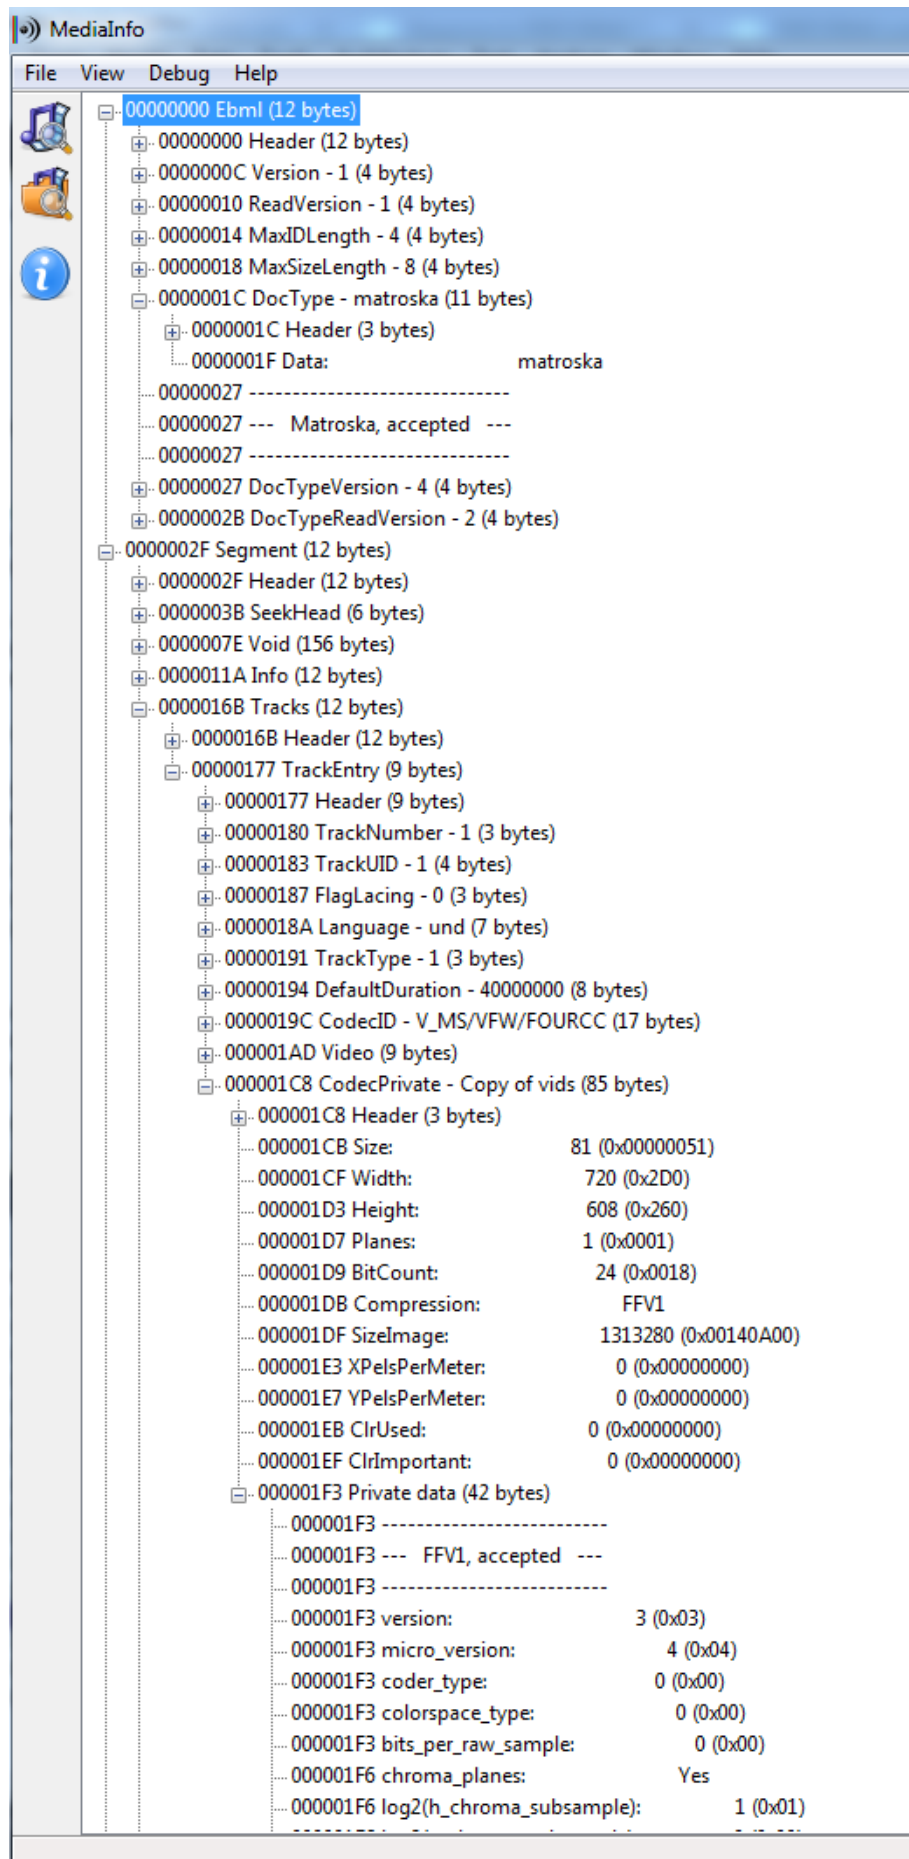 MediaInfo
File View Debug Help
00000000 Ebml (12 bytes)
00000000 Header (12 bytes)
0000000C Version - 1 (4 bytes)
00000010 ReadVersion - 1 (4 bytes)
00000014 MaxIDLength - 4 (4 bytes)
00000018 MaxSizeLength - 8 (4 bytes)
0000001C DocType - matroska (11 bytes)
0000001C Header (3 bytes)
0000001F Data: matroska
00000027 ------------------------------
00000027 --- Matroska, accepted ---
00000027 ------------------------------
00000027 DocTypeVersion - 4 (4 bytes)
0000002B DocTypeReadVersion - 2 (4 bytes)
0000002F Segment (12 bytes)
0000002F Header (12 bytes)
0000003B SeekHead (6 bytes)
0000007E Void (156 bytes)
0000011A Info (12 bytes)
0000016B Tracks (12 bytes)
0000016B Header (12 bytes)
00000177 TrackEntry (9 bytes)
00000177 Header (9 bytes)
00000180 TrackNumber - 1 (3 bytes)
00000183 TrackUID - 1 (4 bytes)
00000187 FlagLacing - 0 (3 bytes)
0000018A Language - und (7 bytes)
00000191 TrackType - 1 (3 bytes)
00000194 DefaultDuration - 40000000 (8 bytes)
0000019C CodecID - V_MS/VFW/FOURCC (17 bytes)
000001AD Video (9 bytes)
000001C8 CodecPrivate - Copy of vids (85 bytes)
000001C8 Header (3 bytes)
000001CB Size: 81 (0x00000051)
000001CF Width: 720 (0x2D0)
000001D3 Height: 608 (0x260)
000001D7 Planes: 1 (0x0001)
000001D9 BitCount: 24 (0x0018)
000001DB Compression: FFV1
000001DF SizeImage: 1313280 (0x00140A00)
000001E3 XPelsPerMeter: 0 (0x00000000)
000001E7 YPelsPerMeter: 0 (0x00000000)
000001EB ClrUsed: 0 (0x00000000)
000001EF ClrImportant: 0 (0x00000000)
000001F3 Private data (42 bytes)
000001F3 --------------------------
000001F3 --- FFV1, accepted ---
000001F3 --------------------------
000001F3 version: 3 (0x03)
000001F3 micro_version: 4 (0x04)
000001F3 coder_type: 0 (0x00)
000001F3 colorspace_type: 0 (0x00)
000001F3 bits_per_raw_sample: 0 (0x00)
000001F6 chroma_planes: Yes
000001F6 log2(h_chroma_subsample): 1 (0x01)